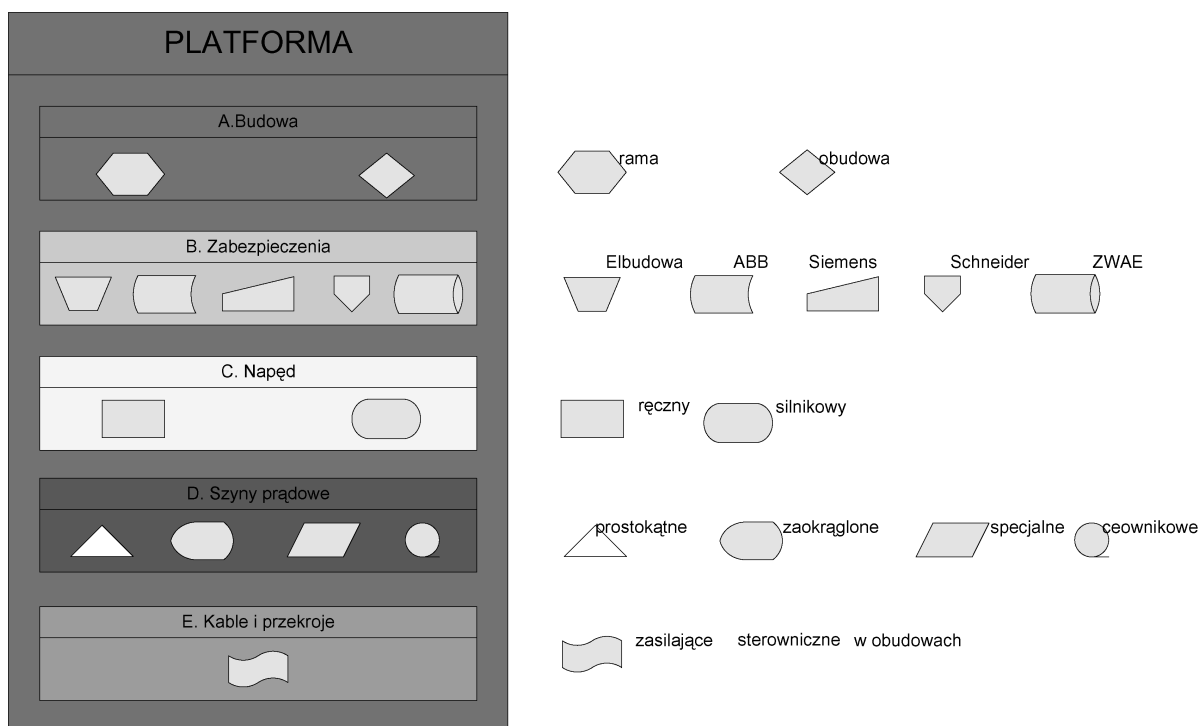 PLATFORMA
A.Budowa
rama obudowa
B. Zabezpieczenia
Elbudowa ABB Siemens Schneider ZWAE
C. Napęd
ręczny silnikowy
D. Szyny prądowe
prostokątne zaokrąglone specjalne ceownikowe
E. Kable i przekroje
zasilające sterowniczne w obudowach